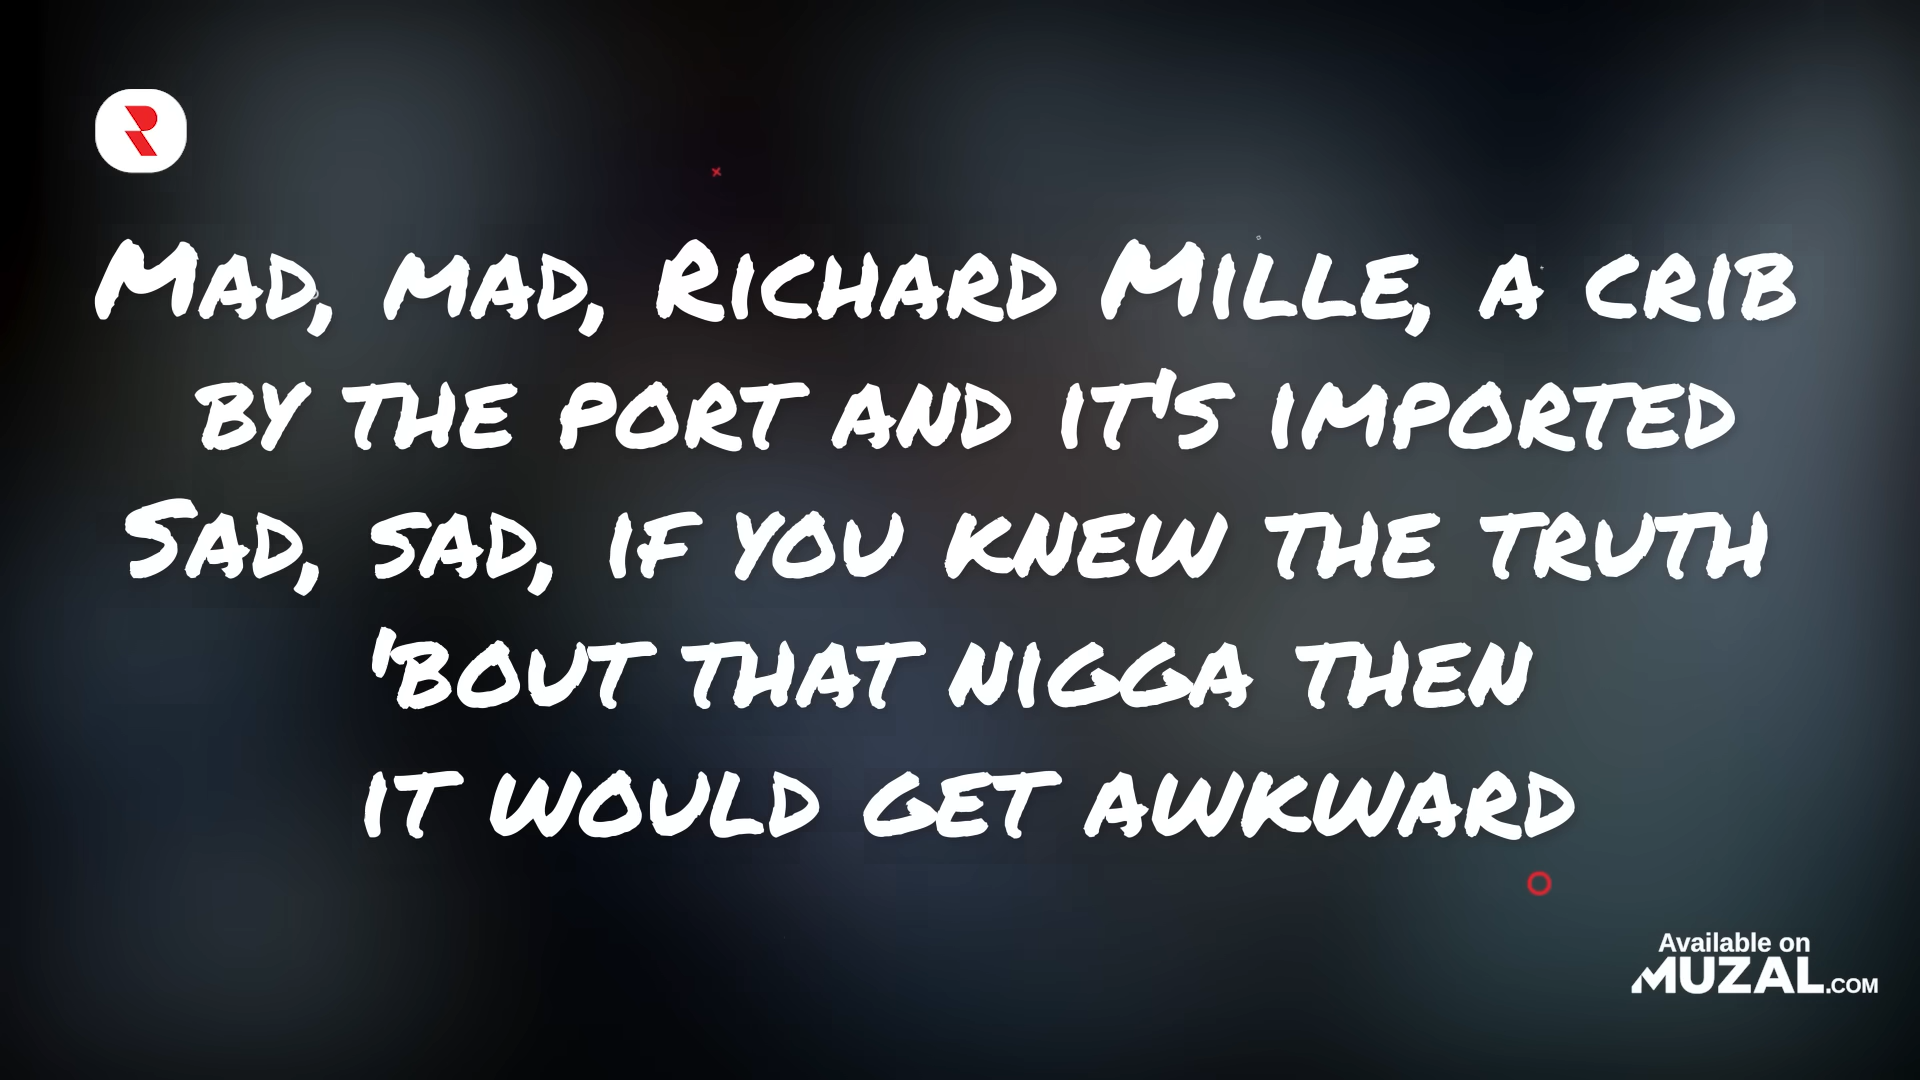 Mad, mad, Richard Mille, a crib
by the port and it's imported
Sad, sad, if you knew the truth
'bout that nigga then
it would get awkward
Available on
MUZAL.COM